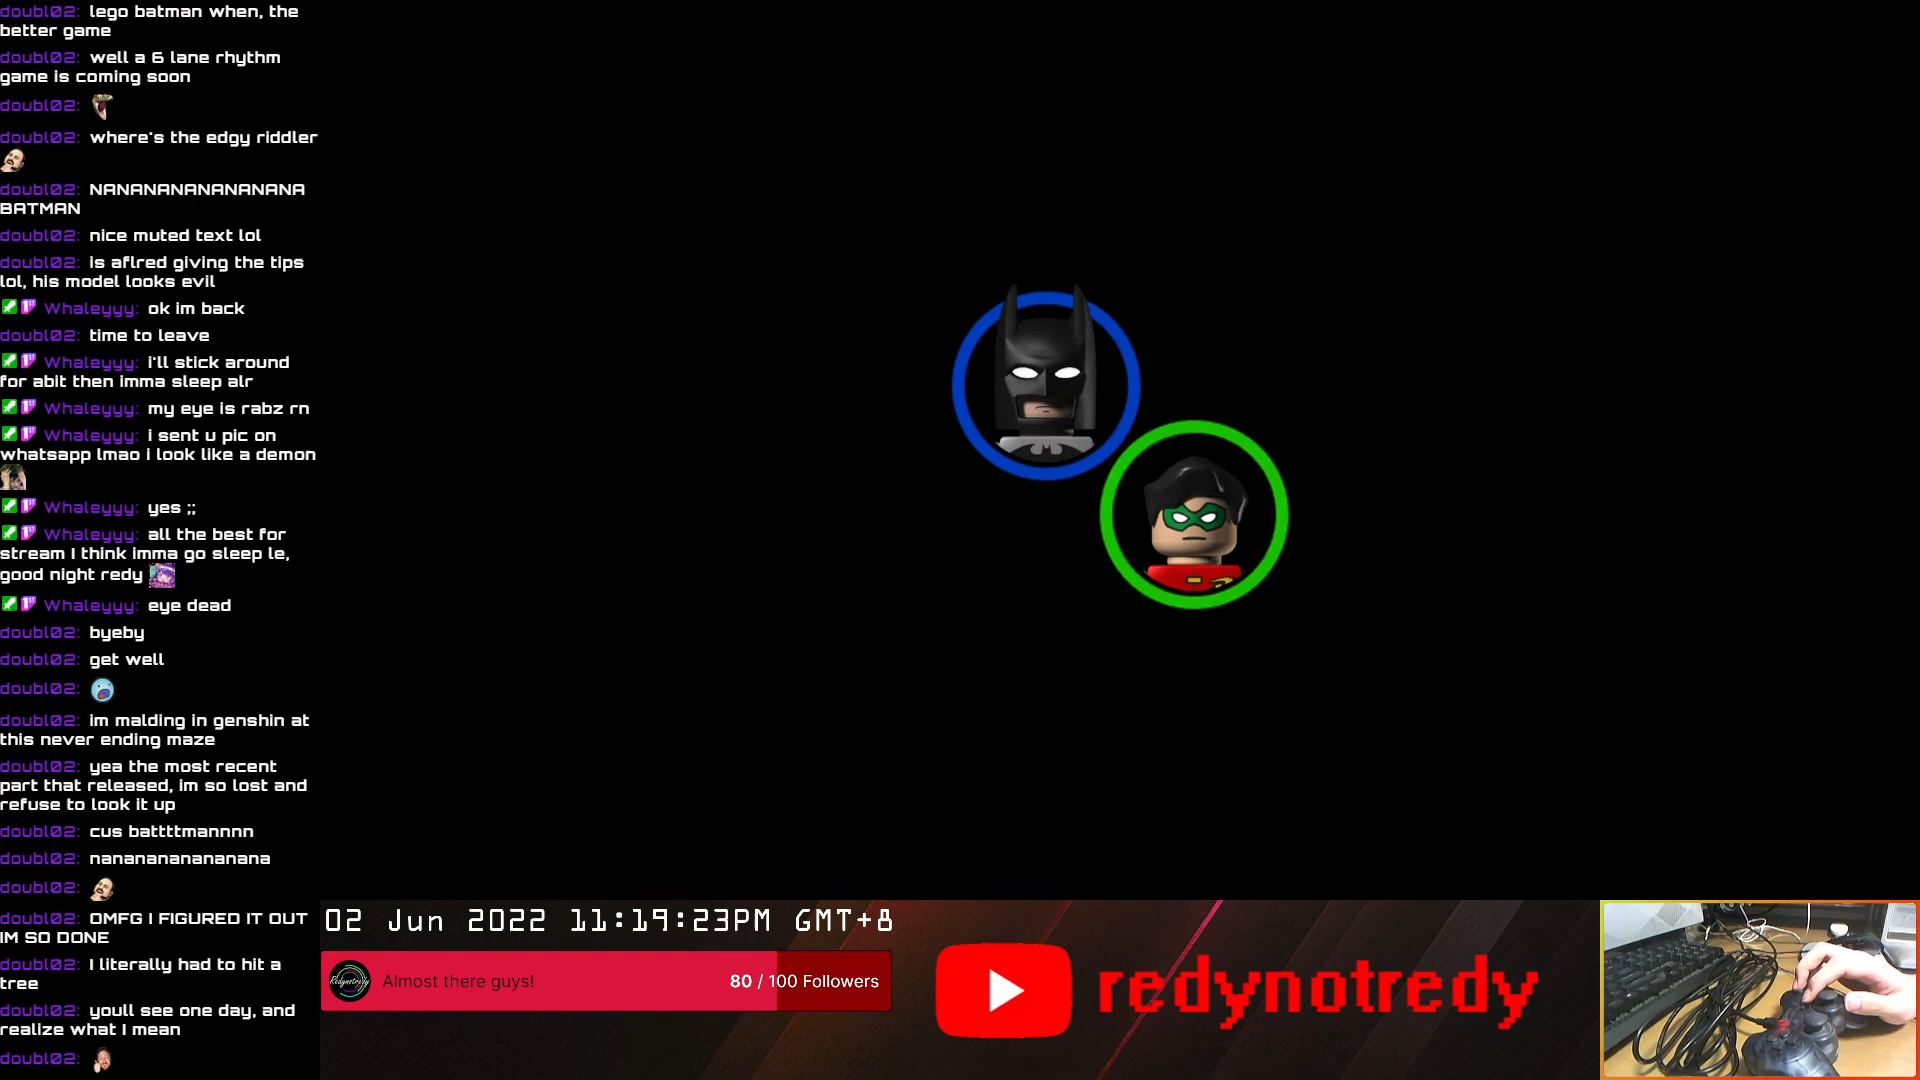 doubl02: lego batman when, the
better game
doubl02: well a 6 lane rhythm
game is coming soon
doubl02:
doubl02: where's the edgy riddler
doubl02: NANANANANANANANA
BATMAN
doubl02: nice muted text lol
doubl02: is aflred giving the tips
lol, his model looks evil
Whaleyyy: ok im back
doubl02: time to leave
Whaleyyy: i'll stick around
for abit then imma sleep alr
Whaleyyy: my eye is rabz rn
Whaleyyy: i sent u pic on
whatsapp lmao i look like a demon
Whaleyyy: yes ;;
Whaleyyy: all the best for
stream I think imma go sleep le,
good night redy
Whaleyyy: eye dead
doubl02: byeby
doubl02: get well
doubl02:
doubl02: im malding in genshin at
this never ending maze
doubl02: yea the most recent
part that released, im so lost and
refuse to look it up
doubl02: cus battttmannnn
doubl02: nanananananana
doubl02:
doubl02: OMFG I FIGURED IT OUT
IM SO DONE
doubl02: I literally had to hit a
tree
doubl02: youll see one day, and
realize what I mean
doubl02:
02 Jun 2022 11:19:23PM GMT+8
Redynotredy
Almost there guys!
80 / 100 Followers
redynotredy